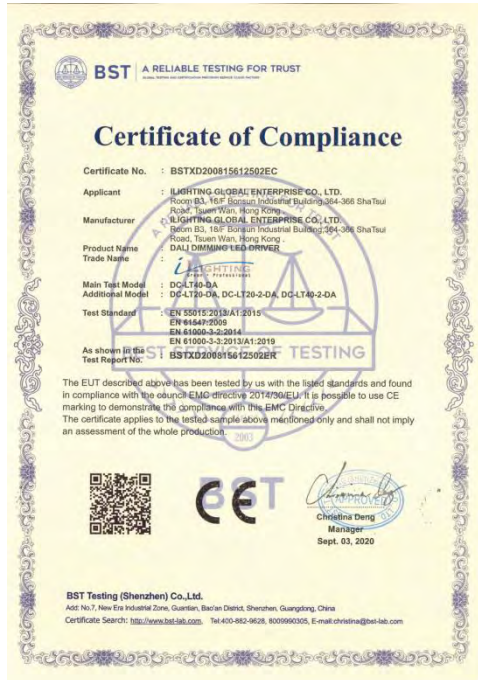 BST A RELIABLE TESTING FOR TRUST
Certificate of Compliance
Certificate No. : BSTXD200815612502EC
Applicant : ILIGHTING GLOBAL ENTERPRISE CO., LTD.
Room B3, 16/F Bonsun Industrial Building,364-366 ShaTsui
Road, Tsuen Wan, Hong Kong .
Manufacturer : ILIGHTING GLOBAL ENTERPRISE CO., LTD.
Room B3, 16/F Bonsun Industrial Building,364-366 ShaTsui
Road, Tsuen Wan, Hong Kong .
Product Name : DALI DIMMING LED DRIVER
Trade Name :
iLIGHTING
Green · Professional
Main Test Model : DC-LT40-DA
Additional Model : DC-LT20-DA, DC-LT20-2-DA, DC-LT40-2-DA
Test Standard : EN 55015:2013/A1:2015
EN 61547:2009
EN 61000-3-2:2014
EN 61000-3-3:2013/A1:2019
As shown in the
Test Report No. : BSTXD200815612502ER
BST SERVICE OF TESTING
The EUT described above has been tested by us with the listed standards and found
in compliance with the council EMC directive 2014/30/EU. It is possible to use CE
marking to demonstrate the compliance with this EMC Directive.
The certificate applies to the tested sample above mentioned only and shall not imply
an assessment of the whole production.
2003
BST
CE
APPROVED
Christina Deng
Manager
Sept. 03, 2020
BST Testing (Shenzhen) Co.,Ltd.
Add: No.7, New Era Industrial Zone, Guantian, Bao'an District, Shenzhen, Guangdong, China
Certificate Search: http://www.bst-lab.com, Tel:400-882-9628, 8009990305, E-mail:christina@bst-lab.com